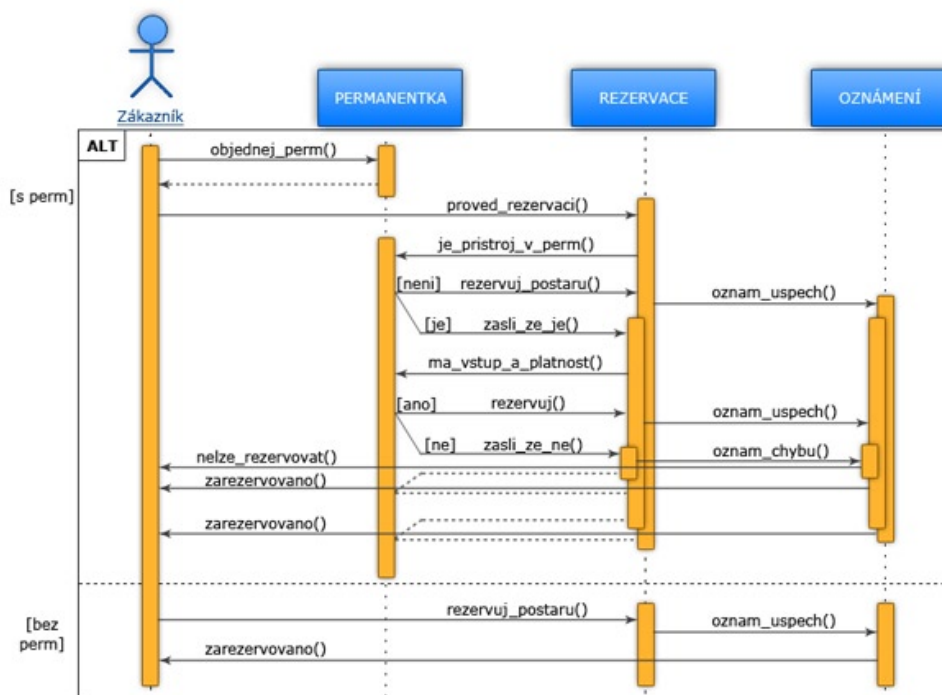 Zákazník
PERMANENTKA
REZERVACE
OZNÁMENÍ
ALT
objednej_perm()
[s perm]
proved_rezervaci()
je_pristroj_v_perm()
[neni] rezervuj_postaru()
oznam_uspech()
[je] zasli_ze_je()
ma_vstup_a_platnost()
[ano] rezervuj()
oznam_uspech()
[ne] zasli_ze_ne()
oznam_chybu()
nelze_rezervovat()
zarezervovano()
zarezervovano()
[bez
perm]
rezervuj_postaru()
oznam_uspech()
zarezervovano()